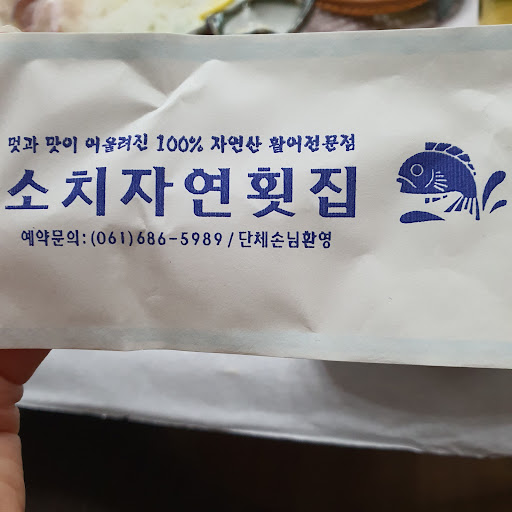 멋과 맛이 어울려진 100% 자연산 활어전문점
소치자연횟집
예약문의:(061)686-5989/단체손님환영